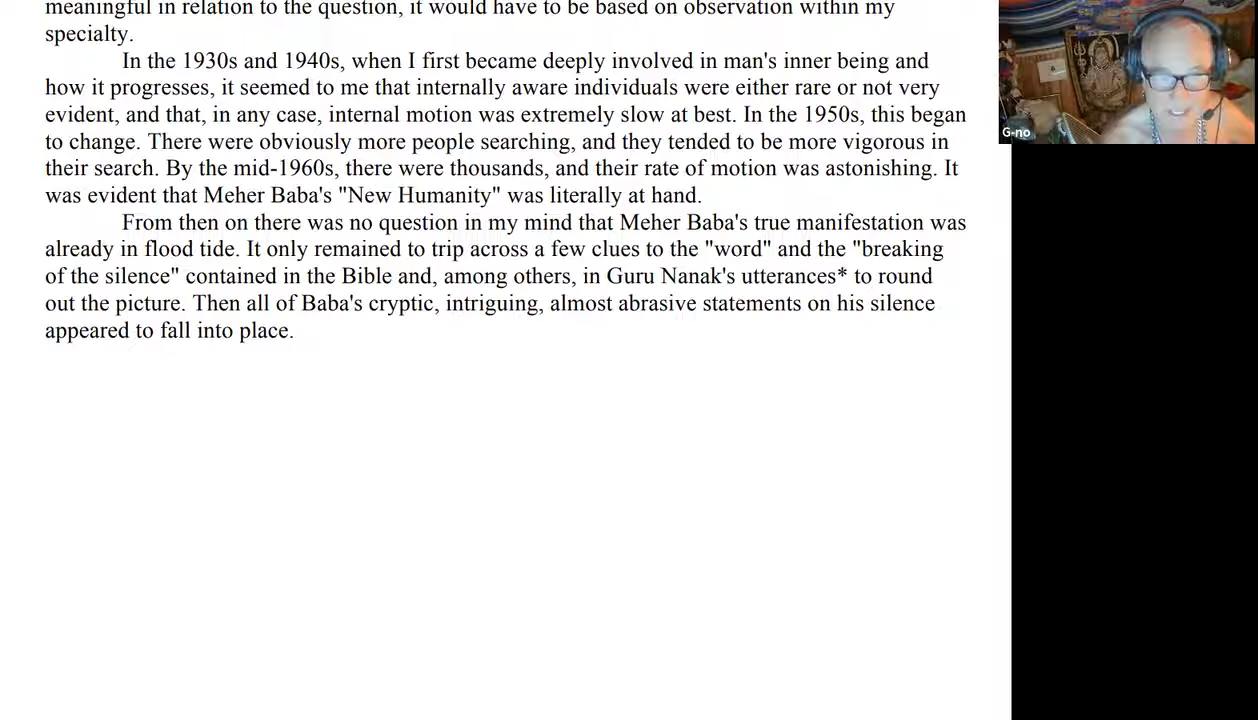 meaningful in relation to the question, it would have to be based on observation within my
specialty.
In the 1930s and 1940s, when I first became deeply involved in man's inner being and
how it progresses, it seemed to me that internally aware individuals were either rare or not very
evident, and that, in any case, internal motion was extremely slow at best. In the 1950s, this began
to change. There were obviously more people searching, and they tended to be more vigorous in
their search. By the mid-1960s, there were thousands, and their rate of motion was astonishing. It
was evident that Meher Baba's "New Humanity" was literally at hand.
From then on there was no question in my mind that Meher Baba's true manifestation was
already in flood tide. It only remained to trip across a few clues to the "word" and the "breaking
of the silence" contained in the Bible and, among others, in Guru Nanak's utterances* to round
out the picture. Then all of Baba's cryptic, intriguing, almost abrasive statements on his silence
appeared to fall into place.
G-no